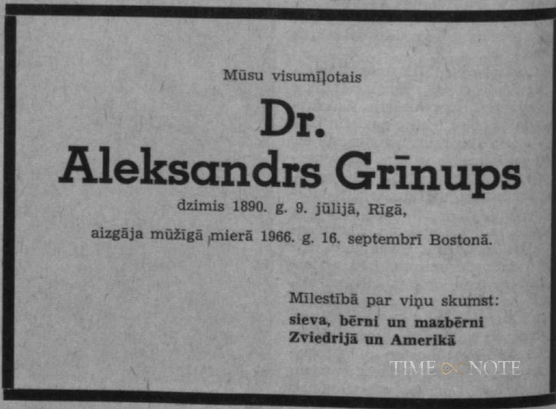 Mūsu visumīļotais
Dr.
Aleksandrs Grīnups
dzimis 1890. g. 9. jūlijā, Rīgā,
aizgāja mūžīgā mierā 1966. g. 16. septembrī Bostonā.
Mīlestībā par viņu skumst:
sieva, bērni un mazbērni
Zviedrijā un Amerikā
TIME NOTE